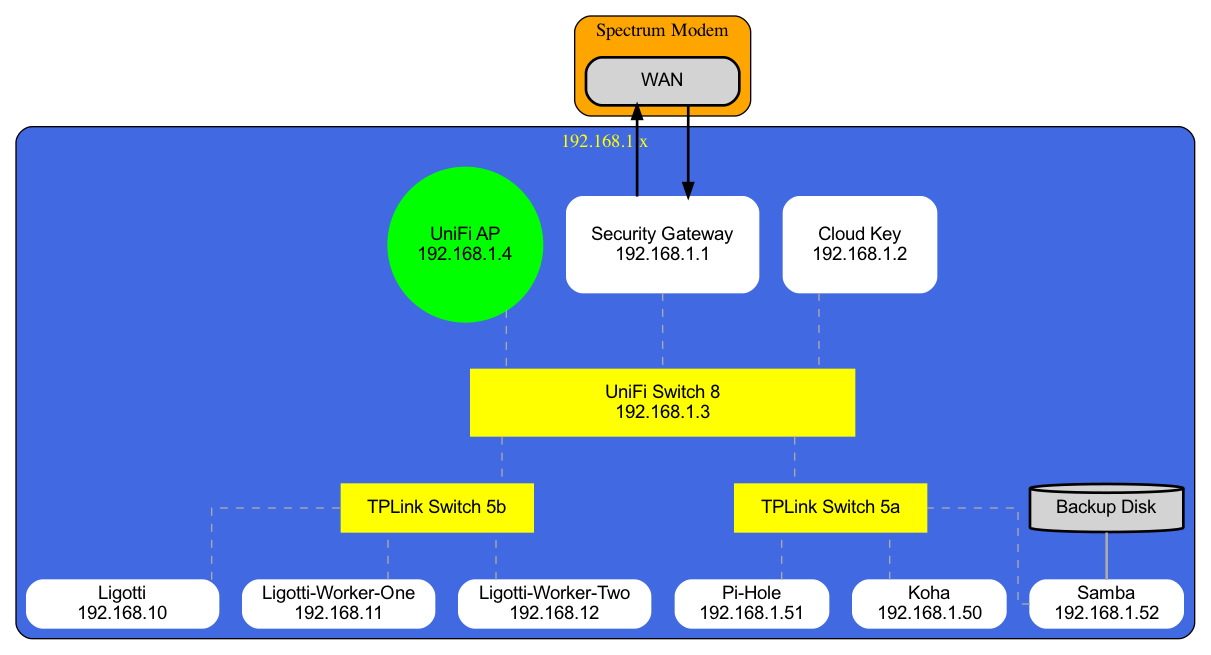 Spectrum Modem
WAN
192.168.1.x
UniFi AP
192.168.1.4
Security Gateway
192.168.1.1
Cloud Key
192.168.1.2
UniFi Switch 8
192.168.1.3
TPLink Switch 5b
TPLink Switch 5a
Backup Disk
Ligotti
192.168.10
Ligotti-Worker-One
192.168.11
Ligotti-Worker-Two
192.168.12
Pi-Hole
192.168.1.51
Koha
192.168.1.50
Samba
192.168.1.52